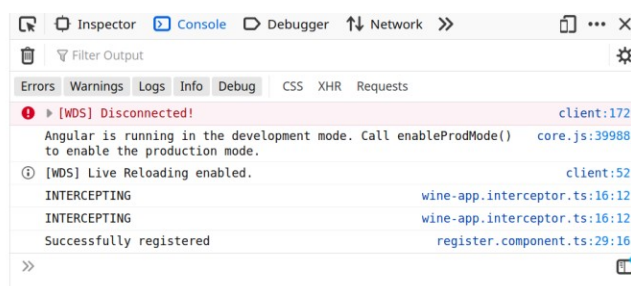 Inspector Console Debugger Network
Filter Output
Errors Warnings Logs Info Debug CSS XHR Requests
[WDS] Disconnected! client:172
Angular is running in the development mode. Call enableProdMode() core.js:39988
to enable the production mode.
[WDS] Live Reloading enabled. client:52
INTERCEPTING wine-app.interceptor.ts:16:12
INTERCEPTING wine-app.interceptor.ts:16:12
Successfully registered register.component.ts:29:16